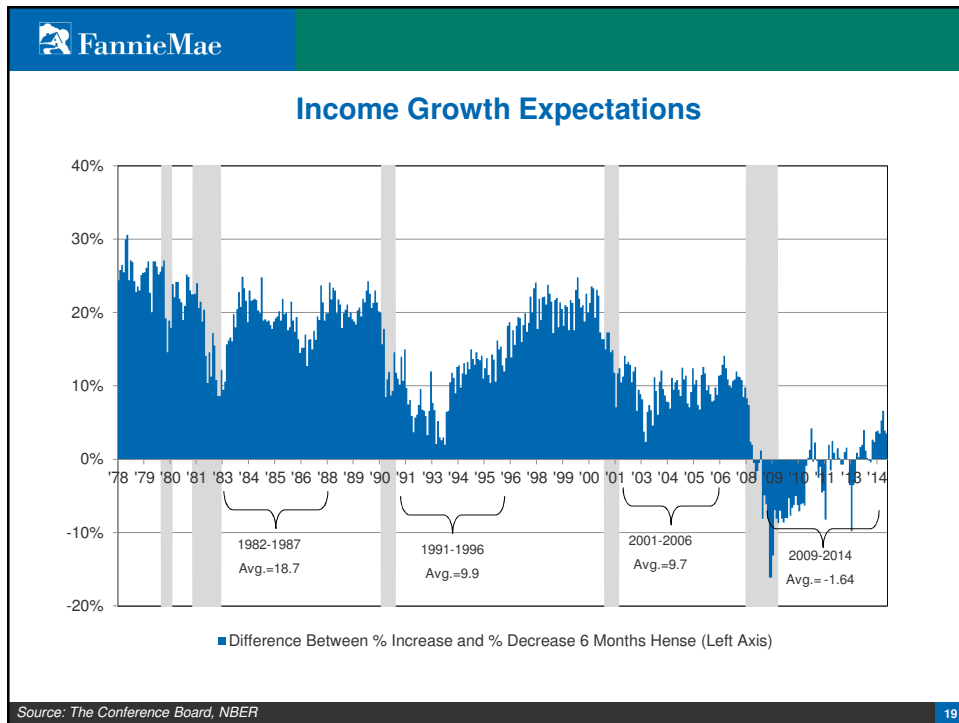 FannieMae
Income Growth Expectations
40%
30%
20%
10%
0%
-10%
-20%
'78 '79 '80 '81 '83 '84 '85 '86 '88 '89 '90 '91 '93 '94 '95 '96 '98 '99 '00 '01 '03 '04 '05 '06 '08 '09 '10 '11 '13 '14
1982-1987
Avg.=18.7
1991-1996
Avg.=9.9
2001-2006
Avg.=9.7
2009-2014
Avg.= -1.64
Difference Between % Increase and % Decrease 6 Months Hense (Left Axis)
Source: The Conference Board, NBER
19